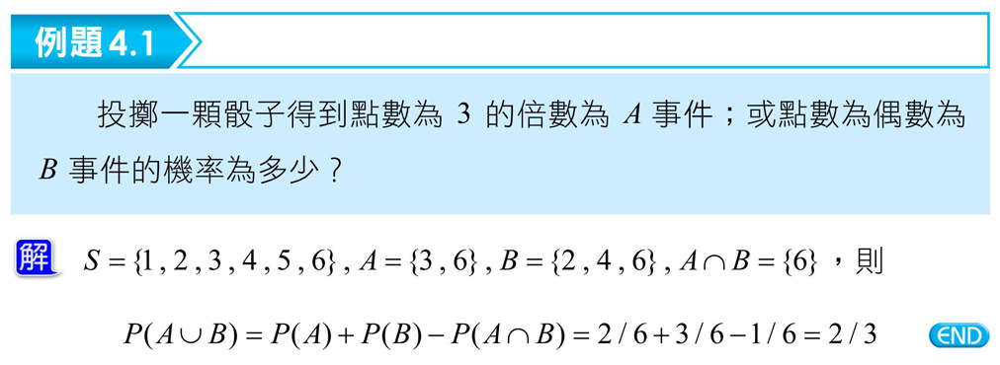 例題 4.1
投擲一顆骰子得到點數為 3 的倍數為 A 事件；或點數為偶數為
B 事件的機率為多少？
解 S = {1 , 2 , 3 , 4 , 5 , 6} , A = {3 , 6} , B = {2 , 4 , 6} , A ∩ B = {6} ，則
P(A ∪ B) = P(A) + P(B) − P(A ∩ B) = 2 / 6 + 3 / 6 − 1 / 6 = 2 / 3 END